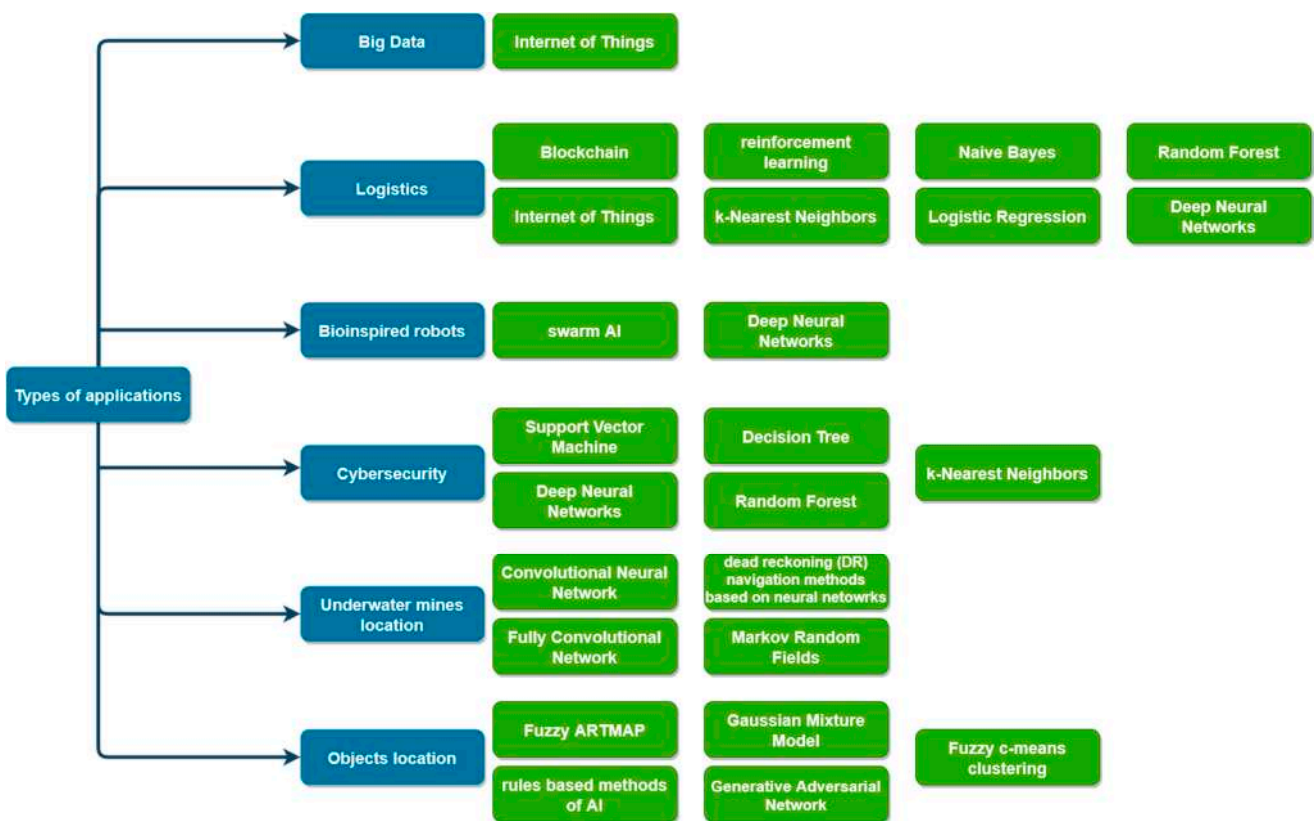 Big Data
Internet of Things
Logistics
Blockchain
reinforcement
learning
Naive Bayes
Random Forest
Internet of Things
k-Nearest Neighbors
Logistic Regression
Deep Neural
Networks
Bioinspired robots
swarm AI
Deep Neural
Networks
Types of applications
Cybersecurity
Support Vector
Machine
Decision Tree
k-Nearest Neighbors
Deep Neural
Networks
Random Forest
Underwater mines
location
Convolutional Neural
Network
dead reckoning (DR)
navigation methods
based on neural netowrks
Fully Convolutional
Network
Markov Random
Fields
Objects location
Fuzzy ARTMAP
Gaussian Mixture
Model
Fuzzy c-means
clustering
rules based methods
of AI
Generative Adversarial
Network